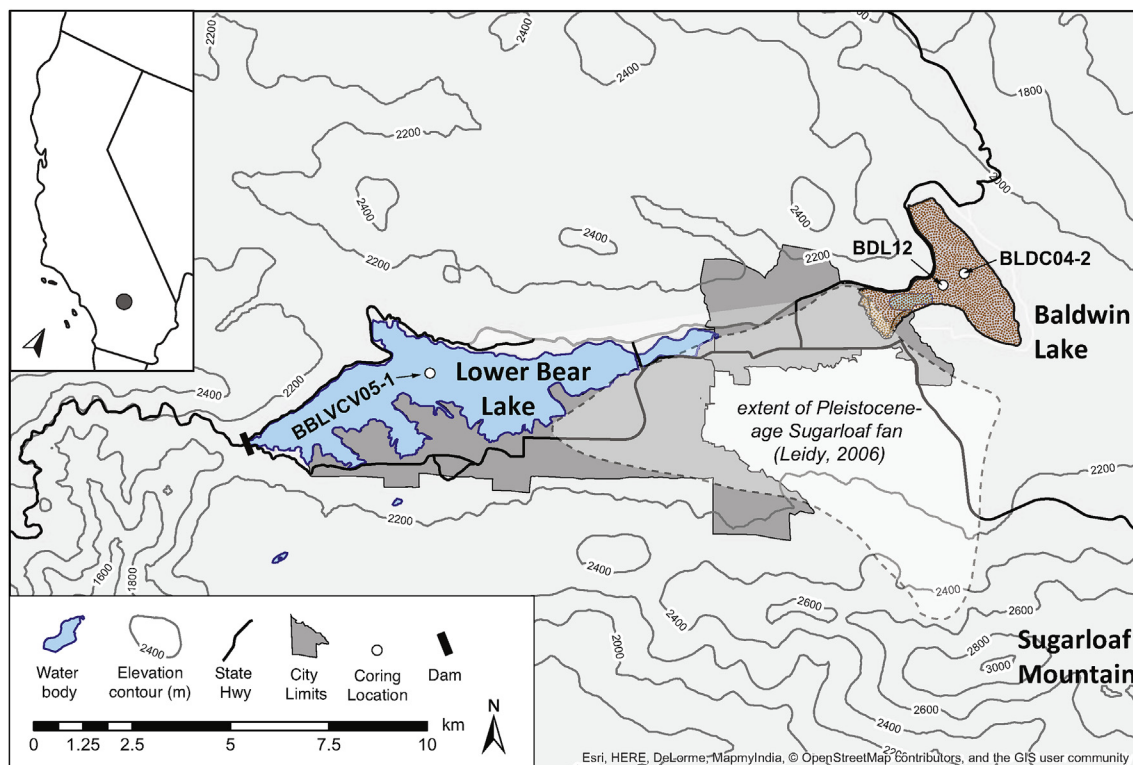 2200
2400
2400
1800
2200
2000
2400
2400
2200
BDL12
BLDC04-2
Baldwin
Lake
2200
2400
BBLVCV05-1
Lower Bear
Lake
extent of Pleistocene-
age Sugarloaf fan
(Leidy, 2006)
2200
2200
2400
1600
1800
2400
2400
2600
2600
2000
2800
3000
2600
2400
2200
Sugarloaf
Mountain
2400
Water
body
Elevation
contour (m)
State
Hwy
City
Limits
Coring
Location
Dam
km
0 1.25 2.5 5 7.5 10
N
Esri, HERE, DeLorme, MapmyIndia, © OpenStreetMap contributors, and the GIS user community